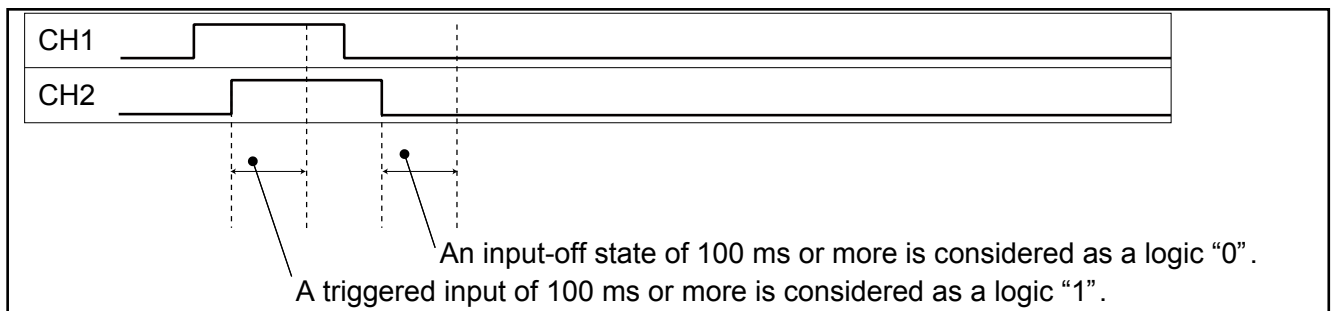 CH1
CH2
An input-off state of 100 ms or more is considered as a logic “0”.
A triggered input of 100 ms or more is considered as a logic “1”.